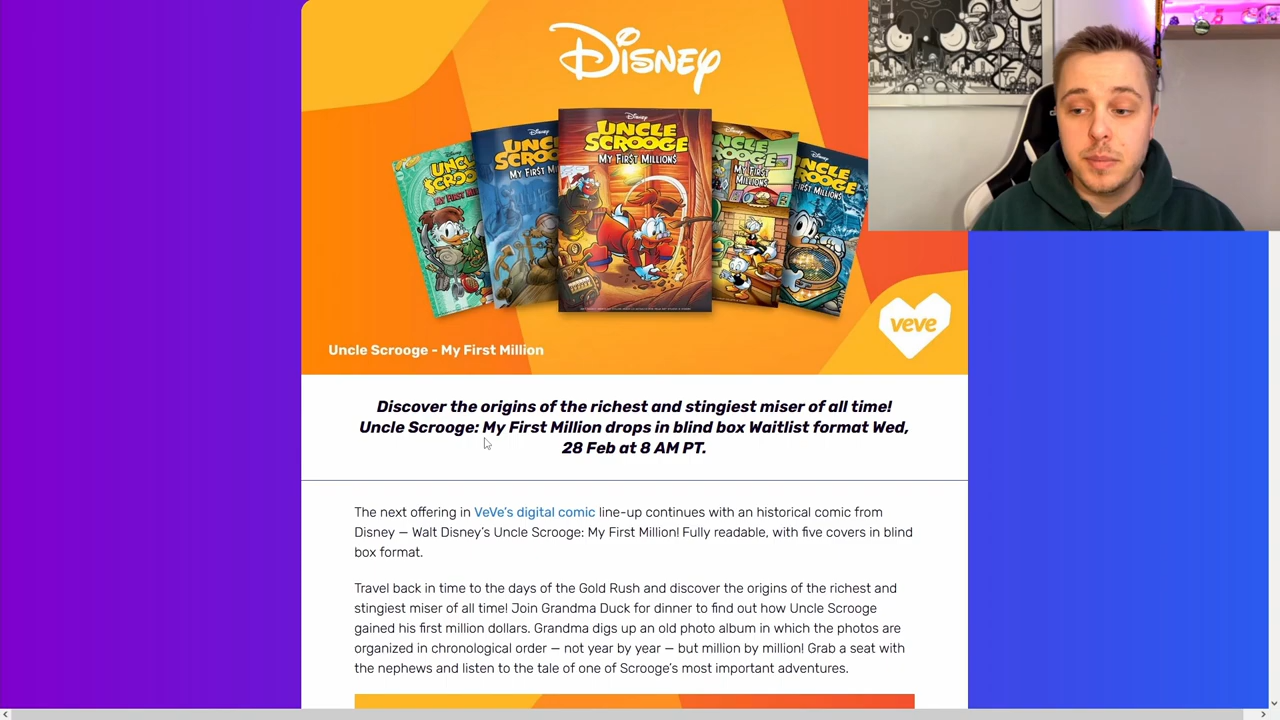 Disney
Disney
UNCLE
SCROOGE
MY FIRST MILLIONS
Uncle Scrooge - My First Million
veve
Discover the origins of the richest and stingiest miser of all time!
Uncle Scrooge: My First Million drops in blind box Waitlist format Wed,
28 Feb at 8 AM PT.
The next offering in VeVe's digital comic line-up continues with an historical comic from
Disney — Walt Disney's Uncle Scrooge: My First Million! Fully readable, with five covers in blind
box format.
Travel back in time to the days of the Gold Rush and discover the origins of the richest and
stingiest miser of all time! Join Grandma Duck for dinner to find out how Uncle Scrooge
gained his first million dollars. Grandma digs up an old photo album in which the photos are
organized in chronological order — not year by year — but million by million! Grab a seat with
the nephews and listen to the tale of one of Scrooge's most important adventures.